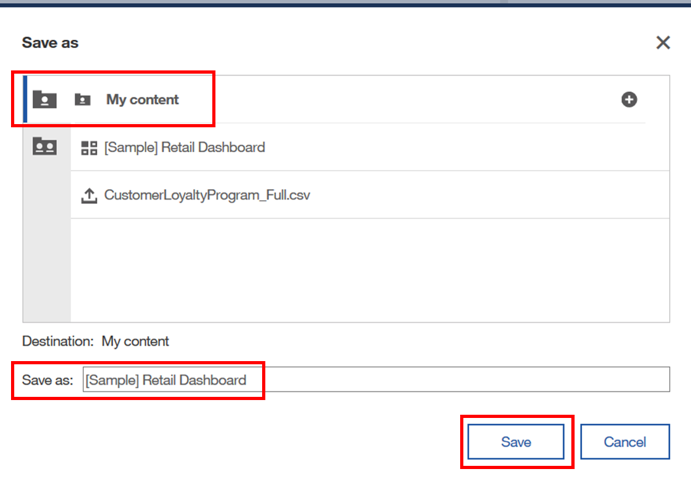 Save as
My content
[Sample] Retail Dashboard
CustomerLoyaltyProgram_Full.csv
Destination: My content
Save as: [Sample] Retail Dashboard
Save Cancel